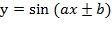 y = sin (ax ± b)